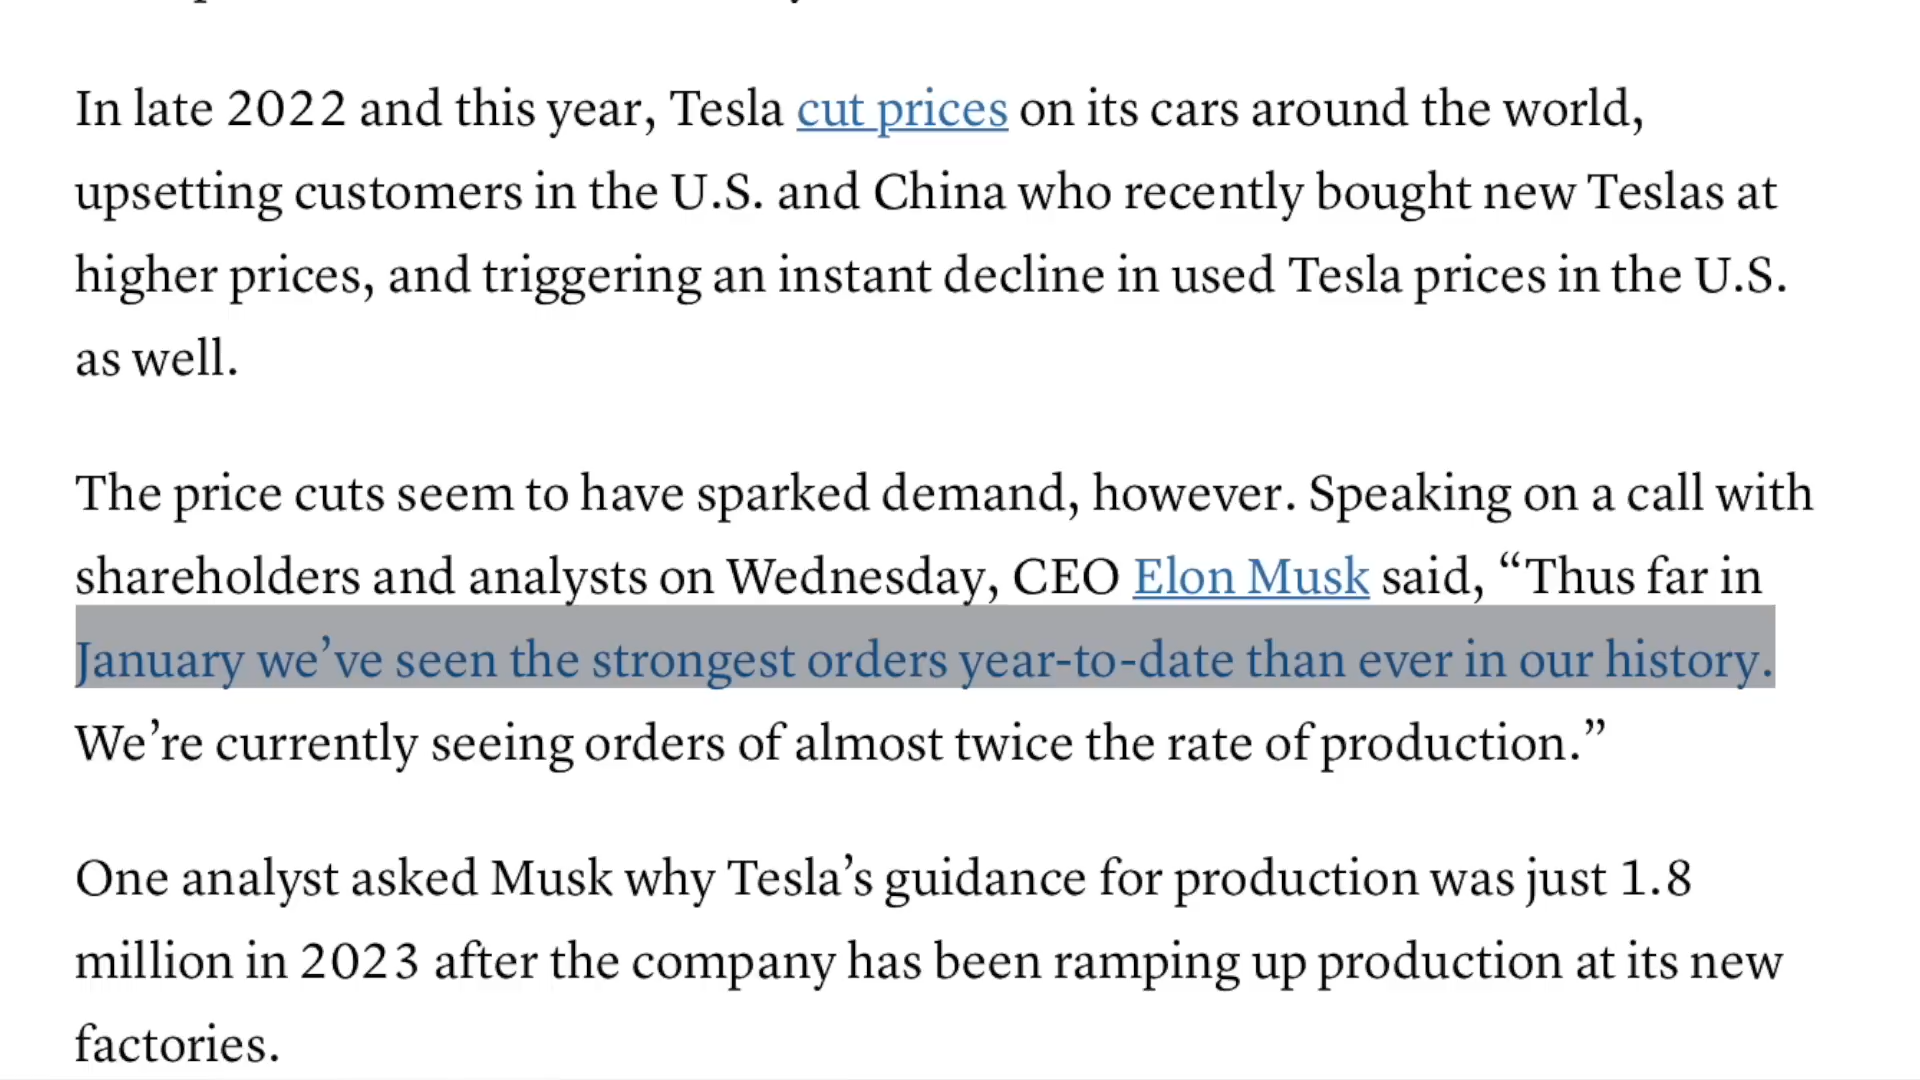 In late 2022 and this year, Tesla cut prices on its cars around the world,
upsetting customers in the U.S. and China who recently bought new Teslas at
higher prices, and triggering an instant decline in used Tesla prices in the U.S.
as well.
The price cuts seem to have sparked demand, however. Speaking on a call with
shareholders and analysts on Wednesday, CEO Elon Musk said, “Thus far in
January we’ve seen the strongest orders year-to-date than ever in our history.
We’re currently seeing orders of almost twice the rate of production.”
One analyst asked Musk why Tesla’s guidance for production was just 1.8
million in 2023 after the company has been ramping up production at its new
factories.